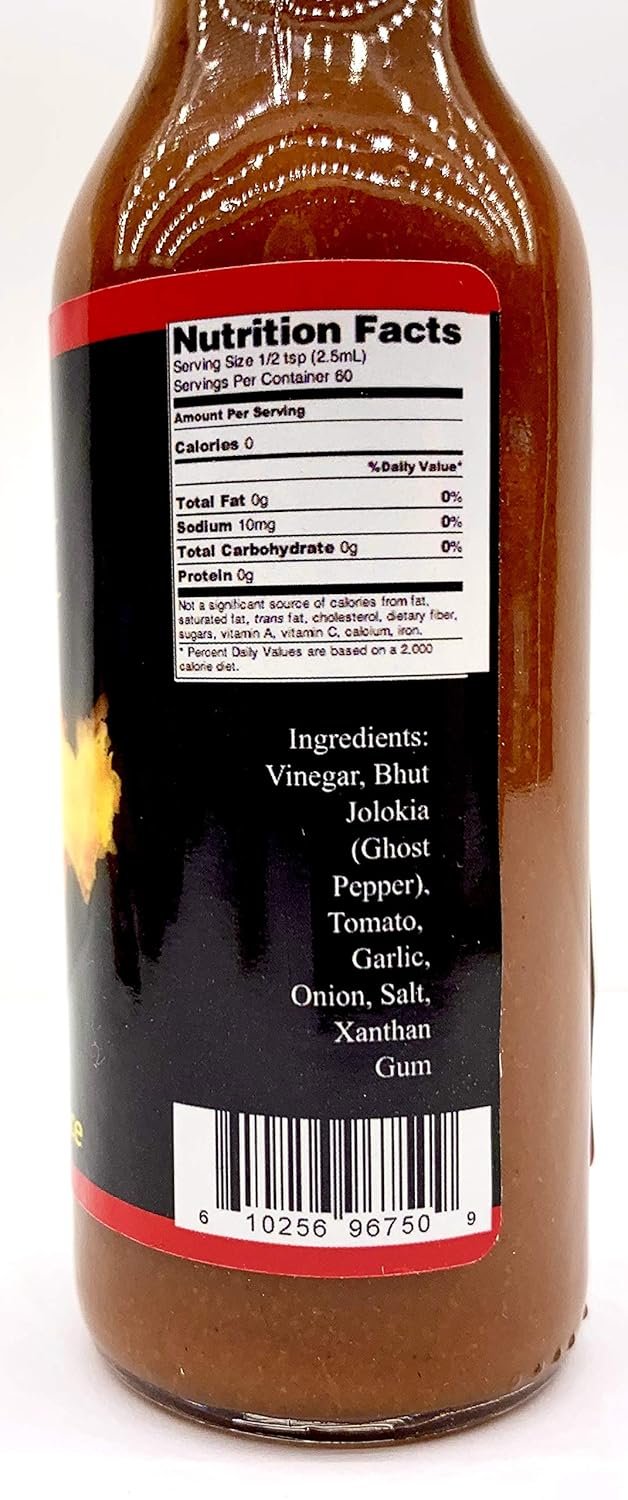 Nutrition Facts
Serving Size 1/2 tsp (2.5mL)
Servings Per Container 60
Amount Per Serving
Calories 0
%Daily Value*
Total Fat 0g 0%
Sodium 10mg 0%
Total Carbohydrate 0g 0%
Protein 0g
Not a significant source of calories from fat,
saturated fat, trans fat, cholesterol, dietary fiber,
sugars, vitamin A, vitamin C, calcium, iron.
* Percent Daily Values are based on a 2,000
calorie diet.
Ingredients:
Vinegar, Bhut
Jolokia
(Ghost
Pepper),
Tomato,
Garlic,
Onion, Salt,
Xanthan
Gum
6 10256 96750 9